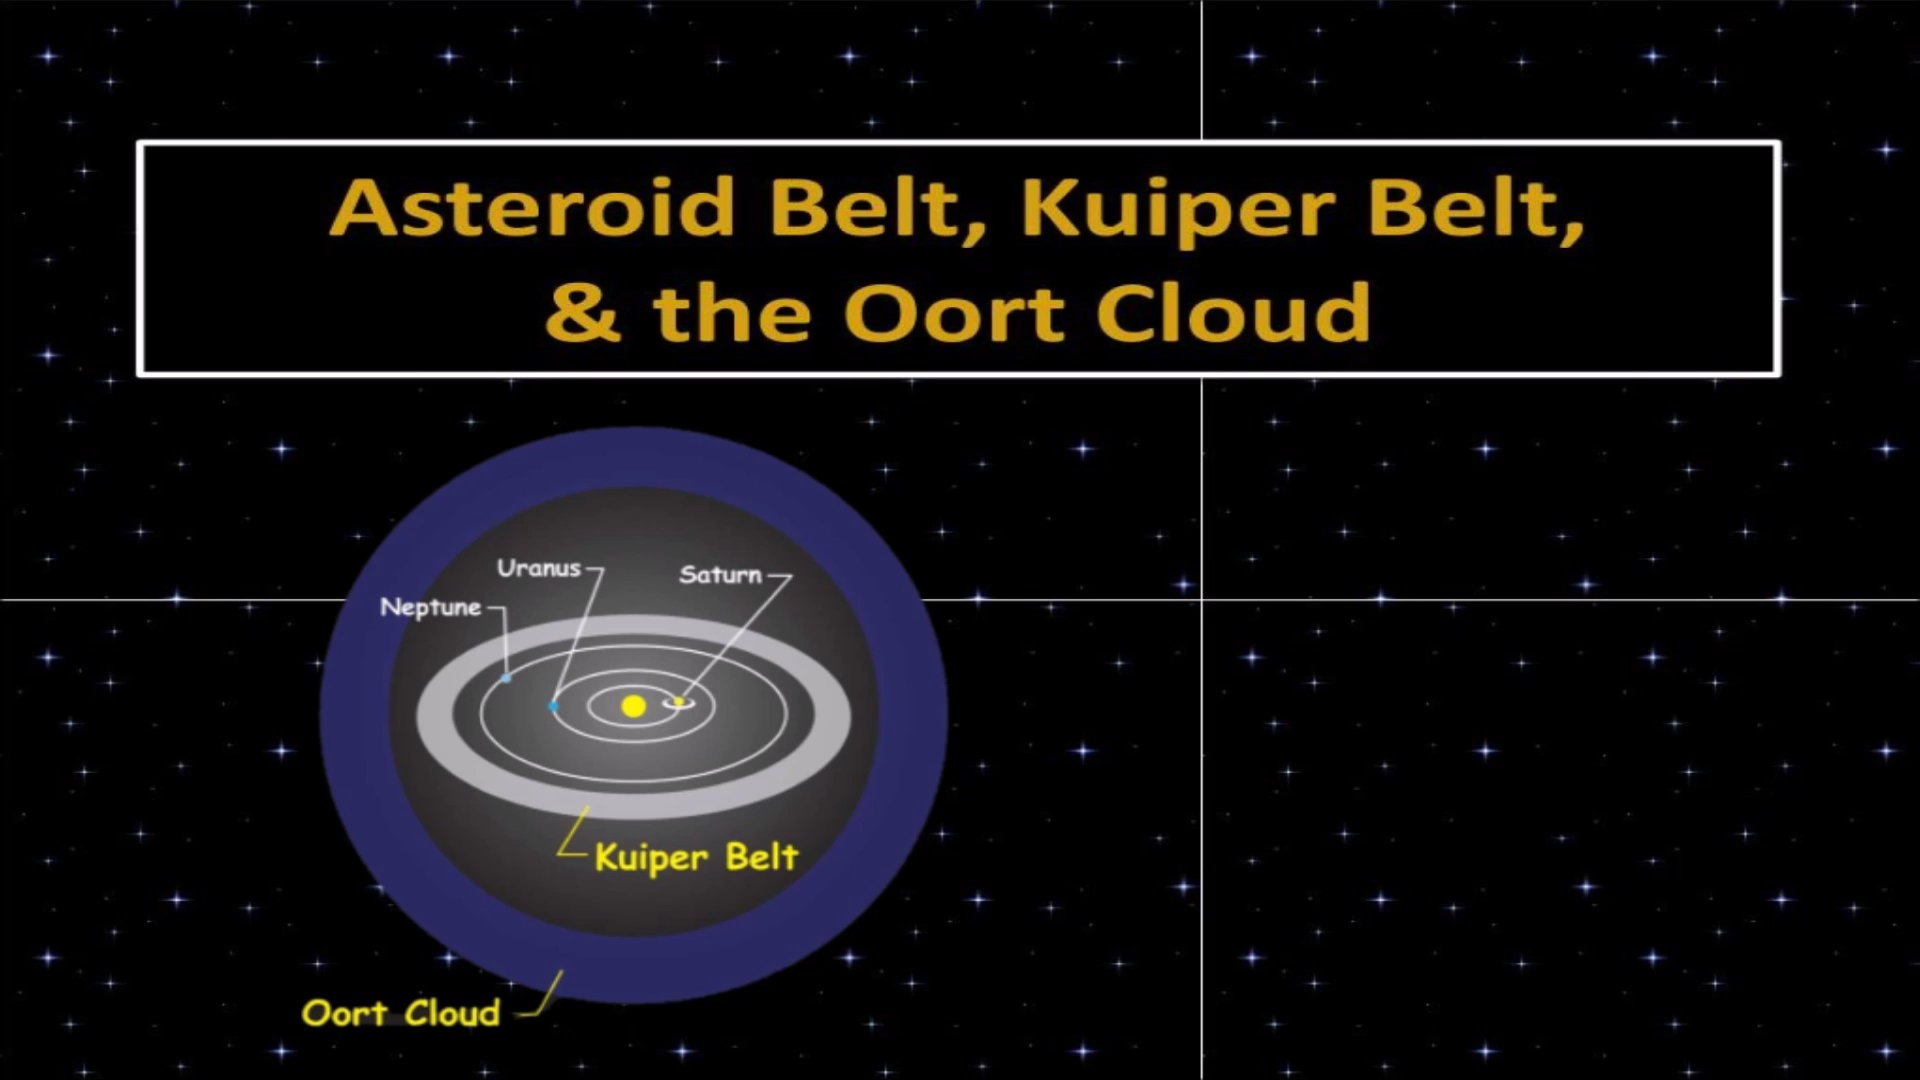 Asteroid Belt, Kuiper Belt,
& the Oort Cloud
Uranus
Saturn
Neptune
Kuiper Belt
Oort Cloud